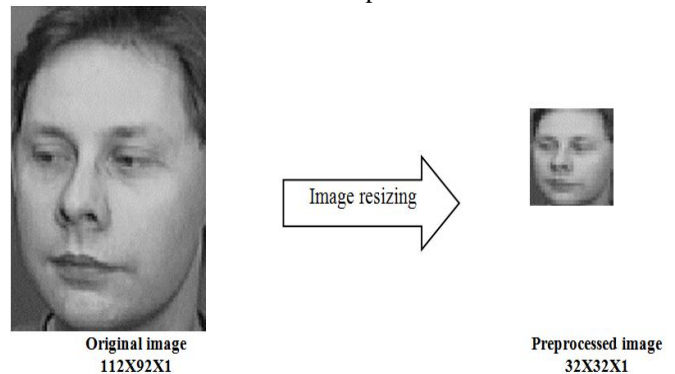 Image resizing
Original image
112X92X1
Preprocessed image
32X32X1